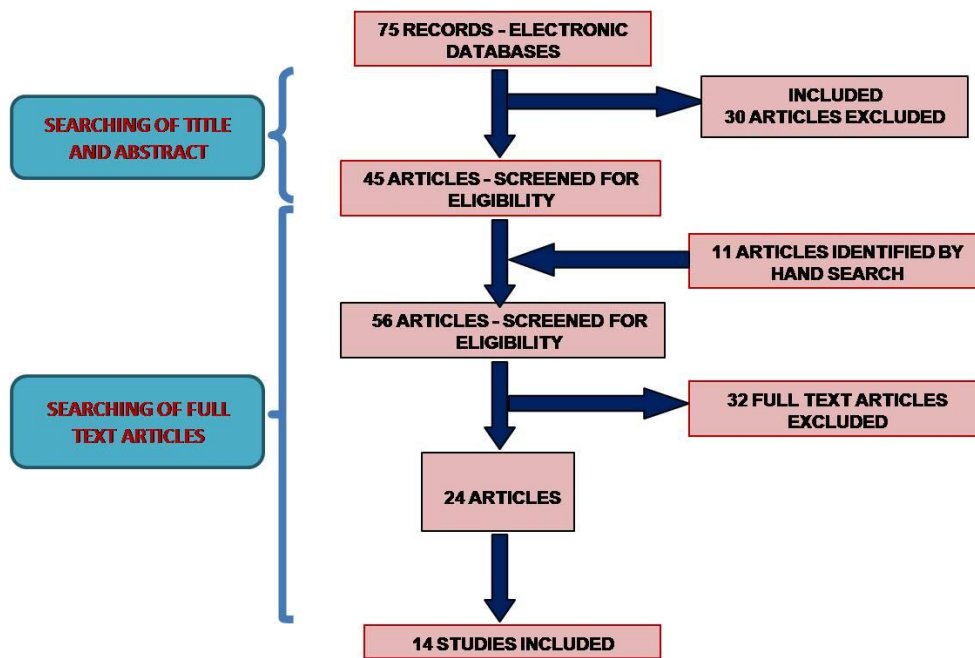 75 RECORDS - ELECTRONIC
DATABASES
INCLUDED
30 ARTICLES EXCLUDED
SEARCHING OF TITLE
AND ABSTRACT
45 ARTICLES - SCREENED FOR
ELIGIBILITY
11 ARTICLES IDENTIFIED BY
HAND SEARCH
56 ARTICLES - SCREENED FOR
ELIGIBILITY
32 FULL TEXT ARTICLES
EXCLUDED
SEARCHING OF FULL
TEXT ARTICLES
24 ARTICLES
14 STUDIES INCLUDED